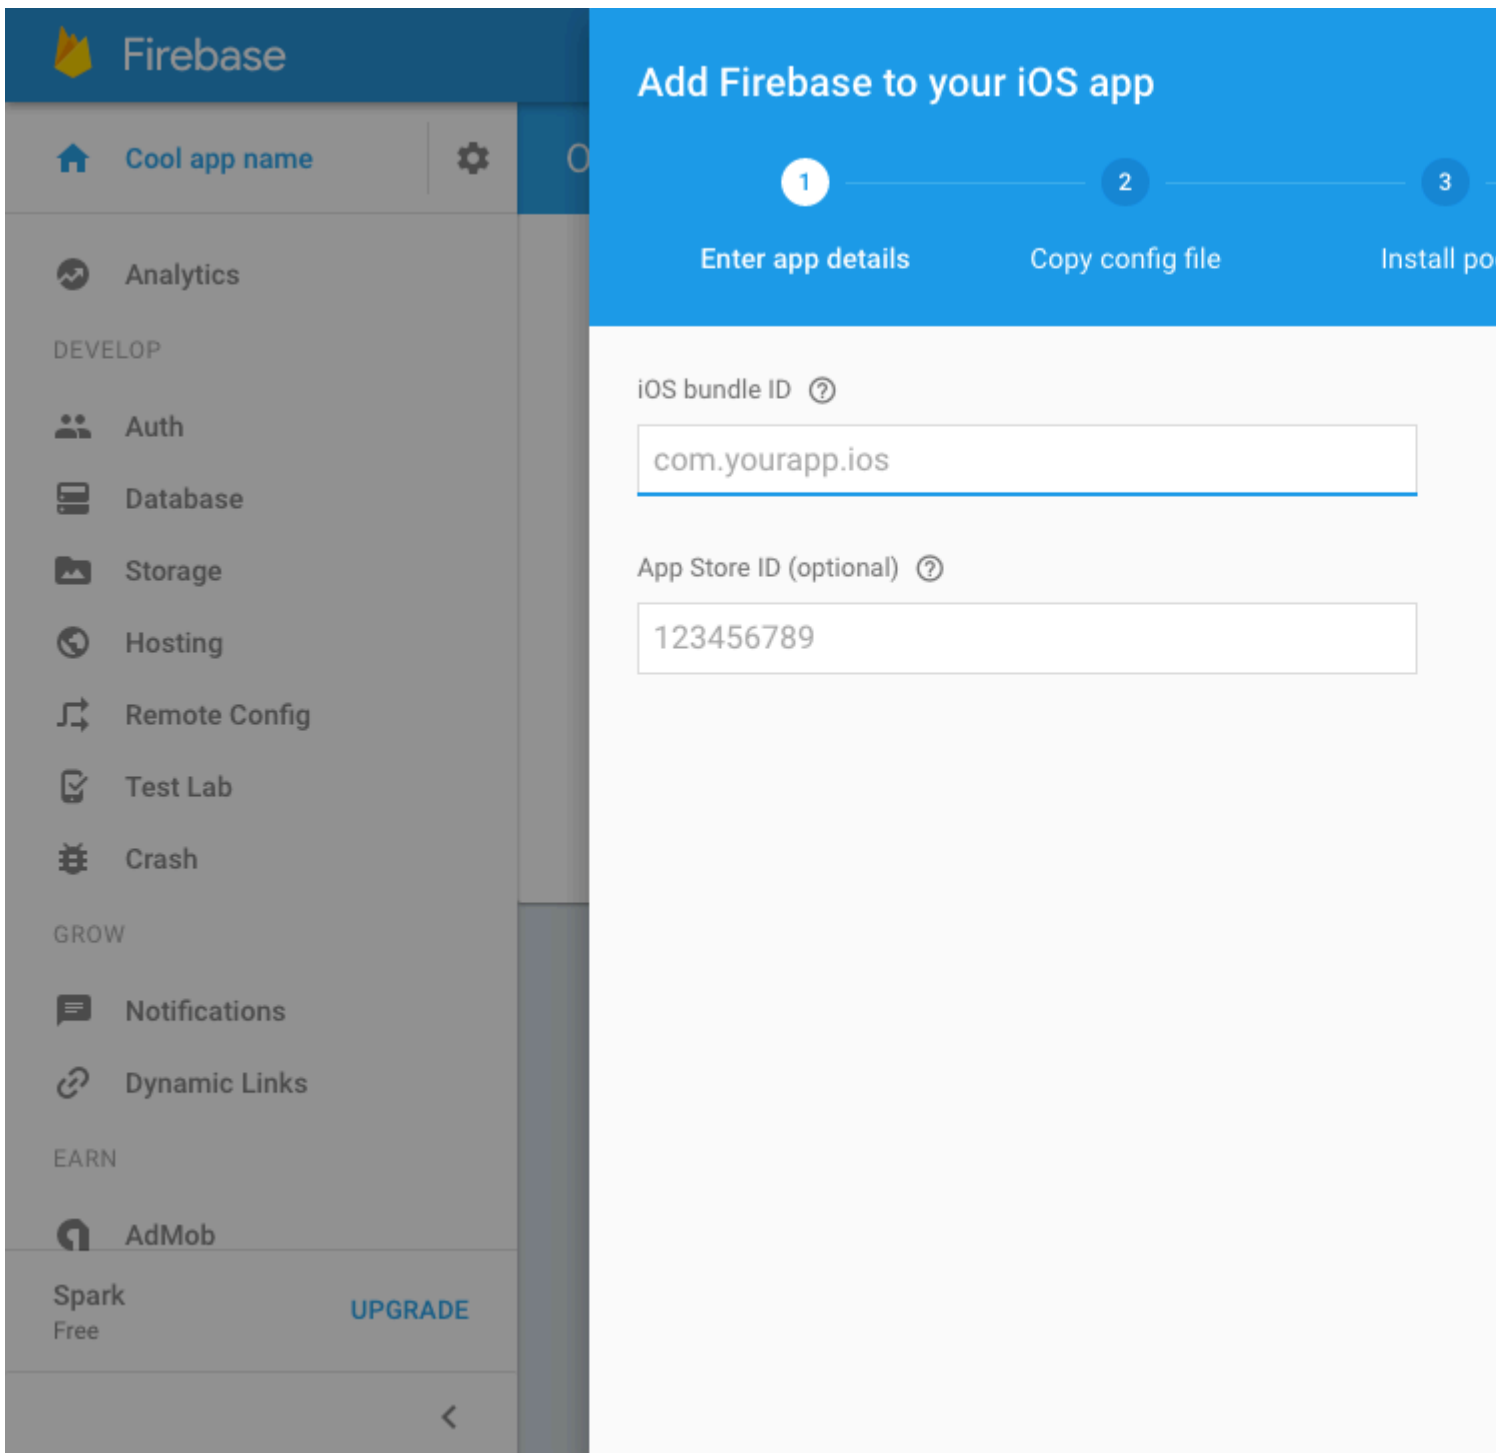 Firebase
Cool app name
Analytics
DEVELOP
Auth
Database
Storage
Hosting
Remote Config
Test Lab
Crash
GROW
Notifications
Dynamic Links
EARN
AdMob
Spark
Free
UPGRADE
O
Add Firebase to your iOS app
1
2
3
Enter app details
Copy config file
Install po
iOS bundle ID
com.yourapp.ios
App Store ID (optional)
123456789